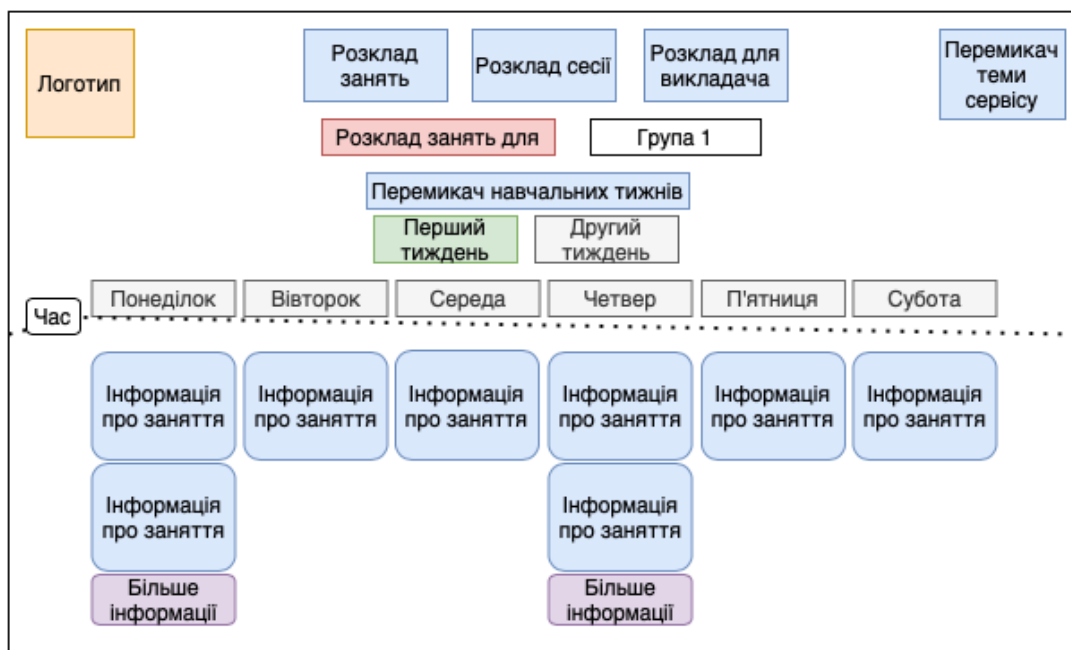 Логотип
Розклад
занять
Розклад сесії
Розклад для
викладача
Перемикач
теми
сервісу
Розклад занять для
Група 1
Перемикач навчальних тижнів
Перший
тиждень
Другий
тиждень
Час
Понеділок
Вівторок
Середа
Четвер
П'ятниця
Субота
Інформація
про заняття
Інформація
про заняття
Інформація
про заняття
Інформація
про заняття
Інформація
про заняття
Інформація
про заняття
Інформація
про заняття
Інформація
про заняття
Більше
інформації
Більше
інформації